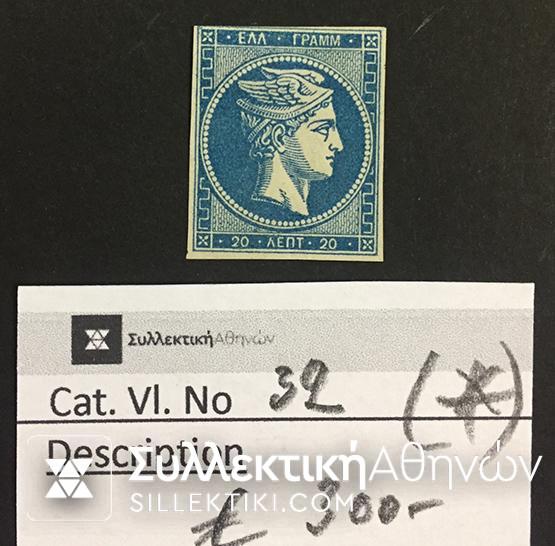 ΕΛΛ · ΓΡΑΜΜ
20 · ΛΕΠΤ · 20
ΣυλλεκτικήΑθηνών
Cat. Vl. No 32 (*)
Description
ΣυλλεκτικήΑθηνών
SILLEKTIKI.COM
€ 300-